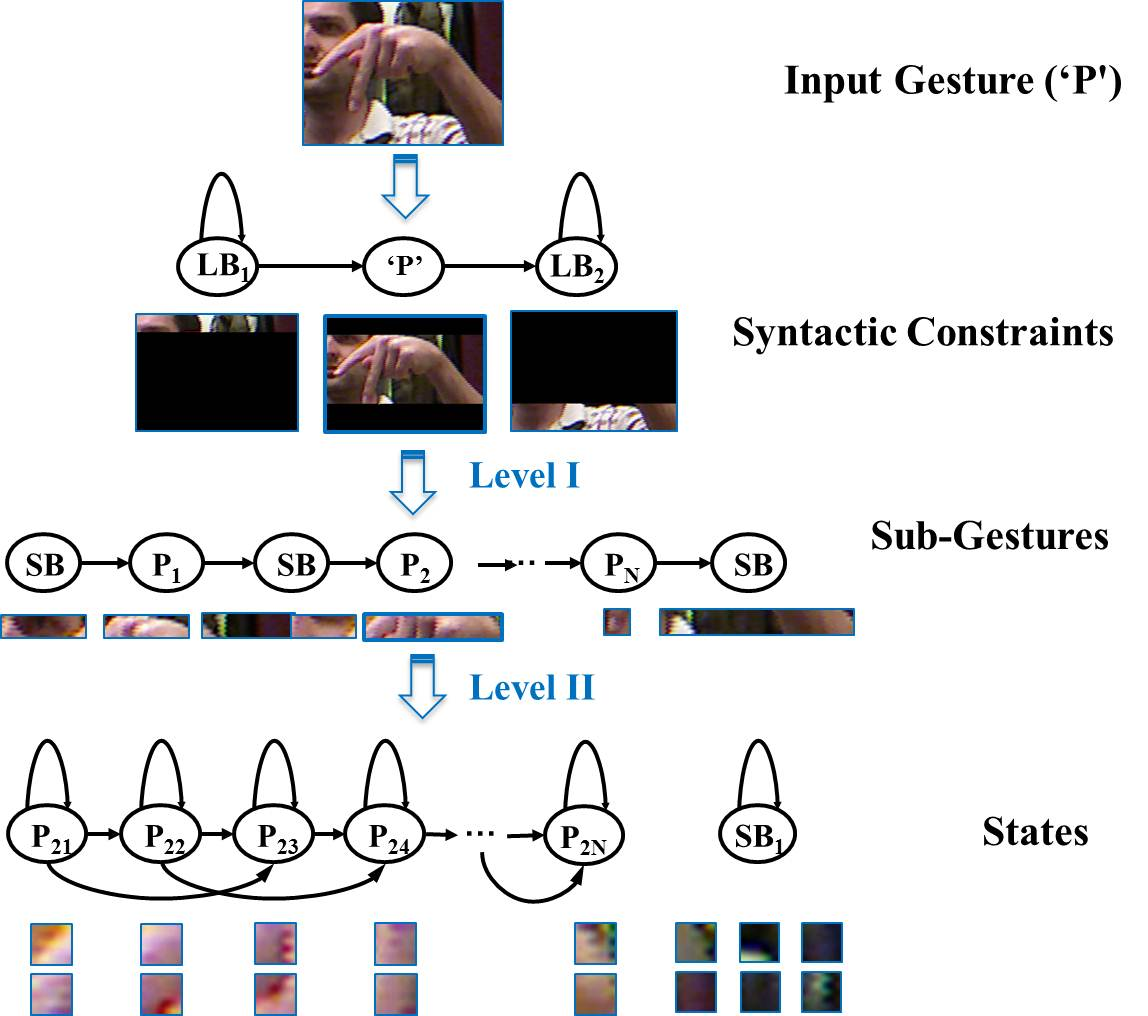 Input Gesture (‘P')
LB₁ ‘P’ LB₂
Syntactic Constraints
Level I
Sub-Gestures
SB P₁ SB P₂ ... P_N SB
Level II
P₂₁ P₂₂ P₂₃ P₂₄ ... P₂N SB₁
States